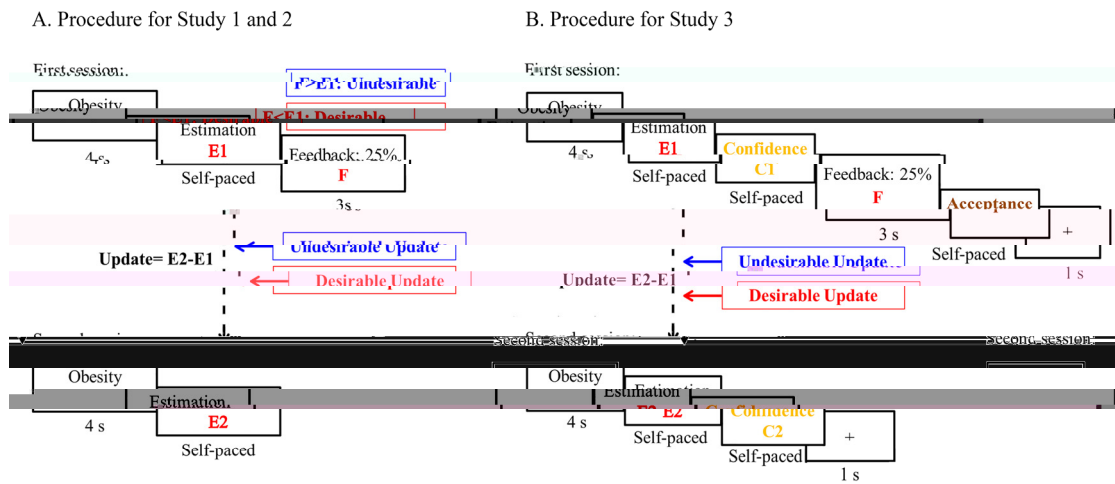 A. Procedure for Study 1 and 2
First session:
F>E1: Undesirable
Obesity
F<E1: Desirable
Estimation
E1
4 s
Feedback: 25%
F
Self-paced
3s
Undesirable Update
Update= E2-E1
Desirable Update
Obesity
Estimation
E2
4 s
Self-paced
B. Procedure for Study 3
First session:
Obesity
Estimation
E1
4 s
Confidence
C1
Self-paced
Feedback: 25%
F
Self-paced
Acceptance
3 s
+
Self-paced
1 s
Undesirable Update
Update= E2-E1
Desirable Update
Second session:
Second session:
Obesity
Estimation
E2
4 s
Confidence
C2
Self-paced
+
Self-paced
1 s